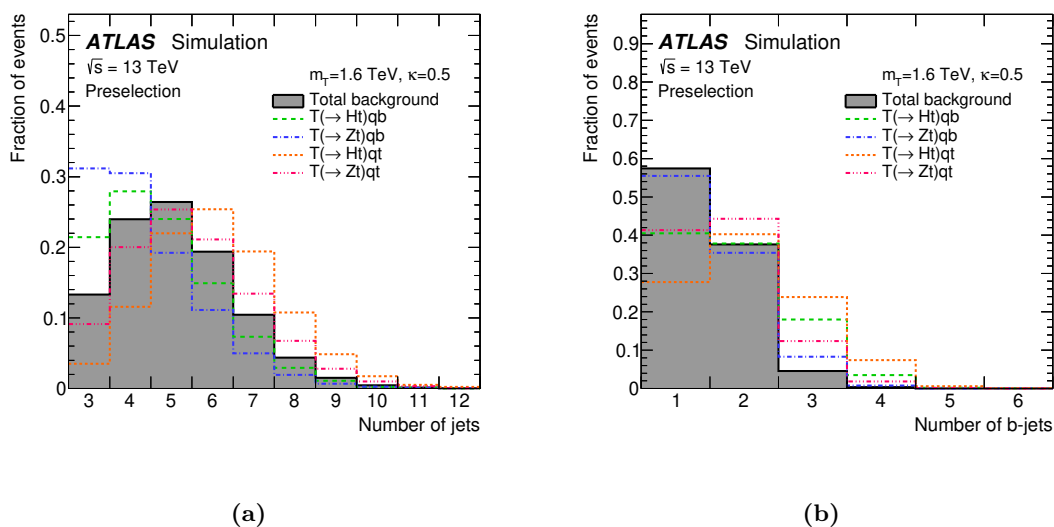 Fraction of events
0.5
0.4
0.3
0.2
0.1
0
ATLAS Simulation
√s = 13 TeV
Preselection
m_T=1.6 TeV, κ=0.5
Total background
T(→ Ht)qb
T(→ Zt)qb
T(→ Ht)qt
T(→ Zt)qt
3 4 5 6 7 8 9 10 11 12
Number of jets
(a)
Fraction of events
0.9
0.8
0.7
0.6
0.5
0.4
0.3
0.2
0.1
0
ATLAS Simulation
√s = 13 TeV
Preselection
m_T=1.6 TeV, κ=0.5
Total background
T(→ Ht)qb
T(→ Zt)qb
T(→ Ht)qt
T(→ Zt)qt
1 2 3 4 5 6
Number of b-jets
(b)